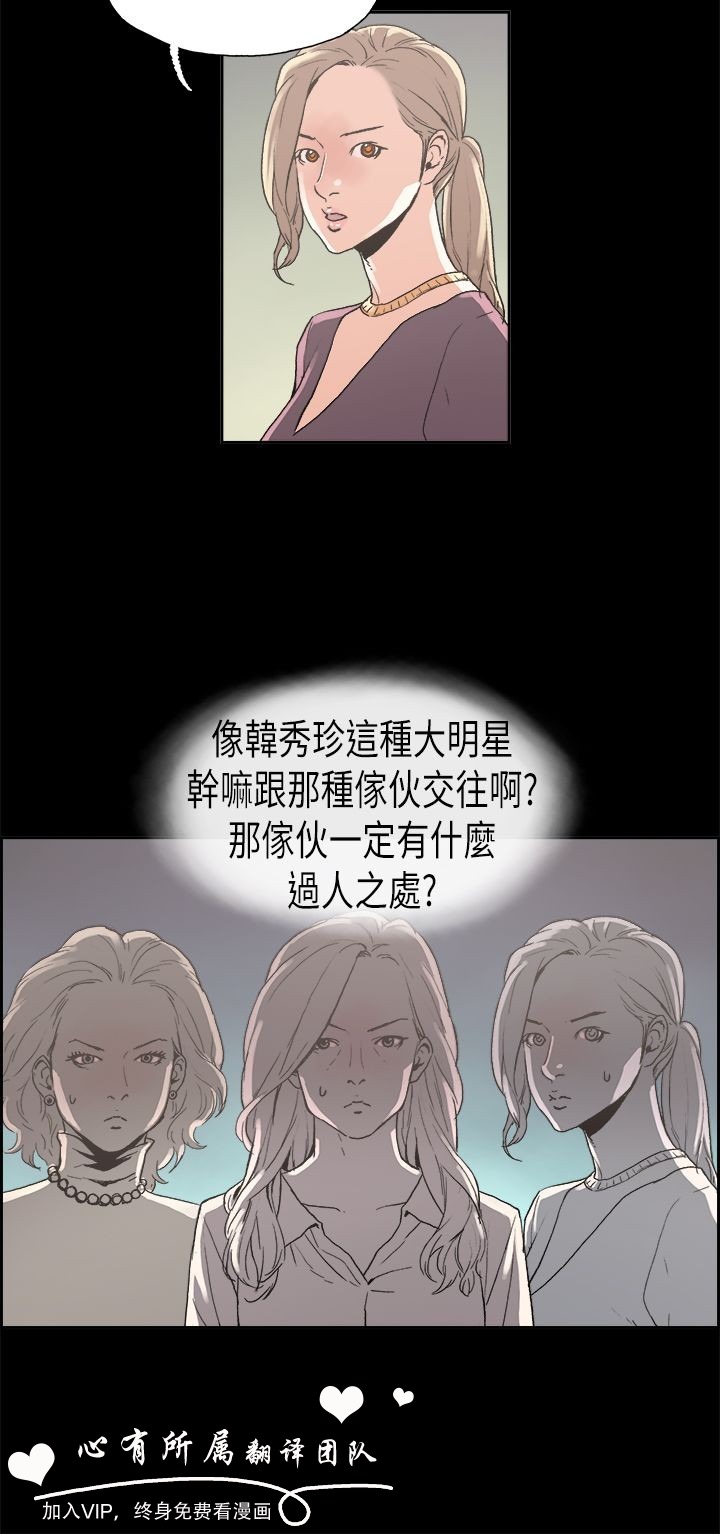 像韓秀珍這種大明星
幹嘛跟那種傢伙交往啊?
那傢伙一定有什麼
過人之處?
心有所属翻译团队
加入VIP，终身免费看漫画